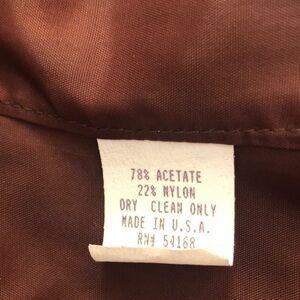 78% ACETATE
22% NYLON
DRY CLEAN ONLY
MADE IN U.S.A.
RN# 54168